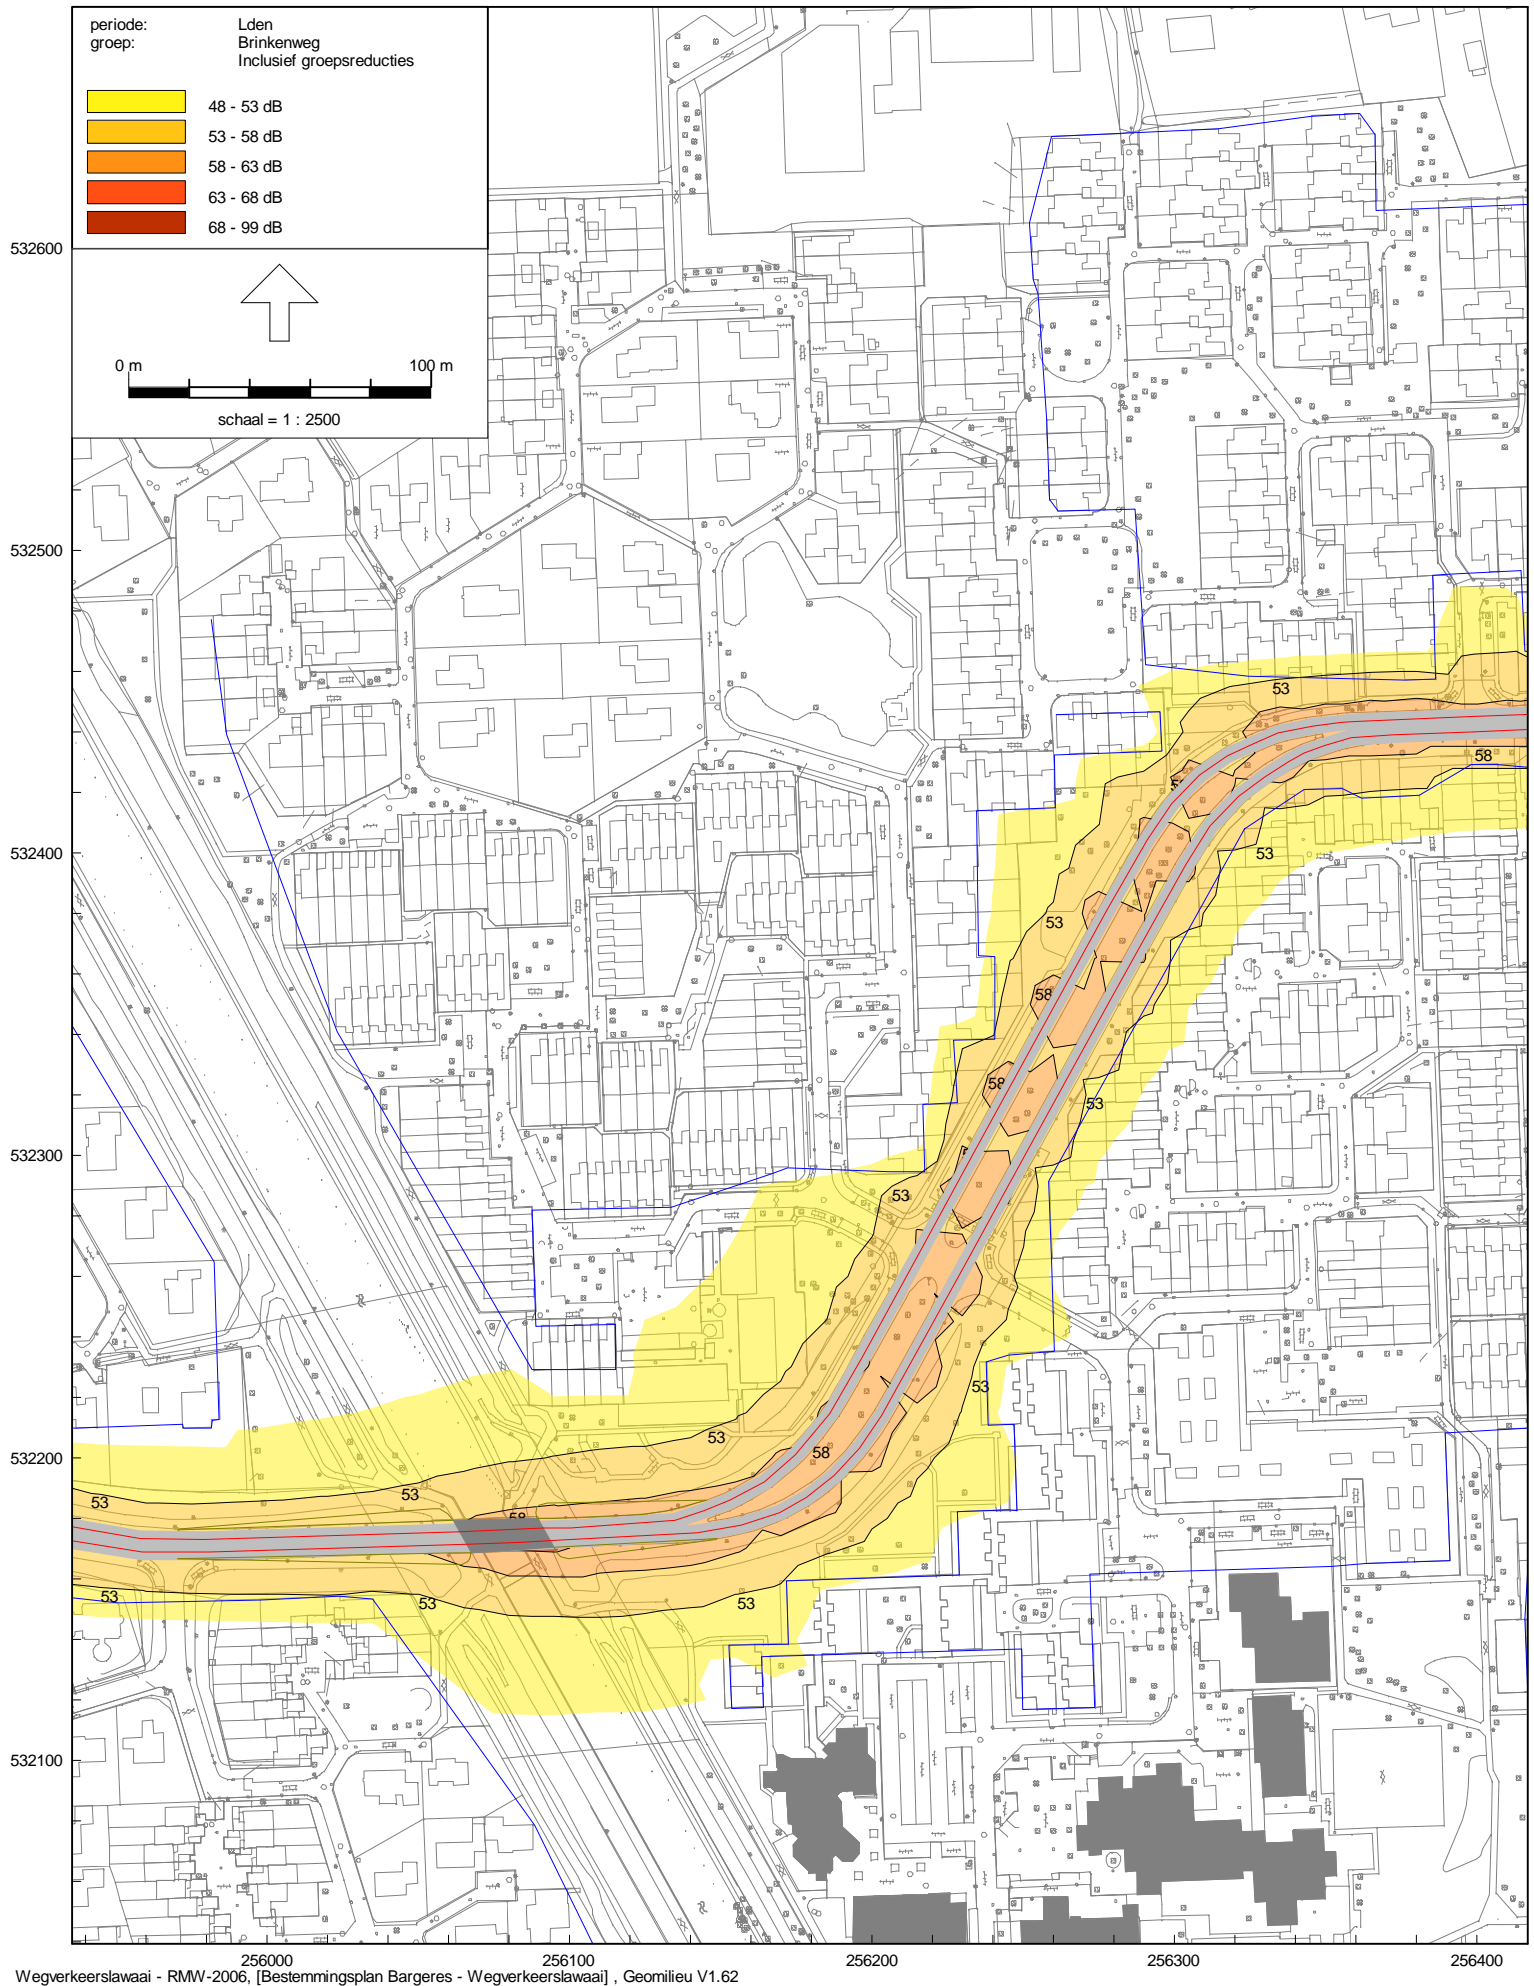 periode: Lden
groep: Brinkenweg
Inclusief groepsreducties
48 - 53 dB
53 - 58 dB
58 - 63 dB
63 - 68 dB
68 - 99 dB
0 m 100 m
schaal = 1 : 2500
532600
532500
532400
532300
532200
532100
53
58
53
53
58
58
53
53
53
53
58
53
53
58
53
53
53
256000 256100 256200 256300 256400
Wegverkeerslawaai - RMW-2006, [Bestemmingsplan Bargeres - Wegverkeerslawaai] , Geomilieu V1.62